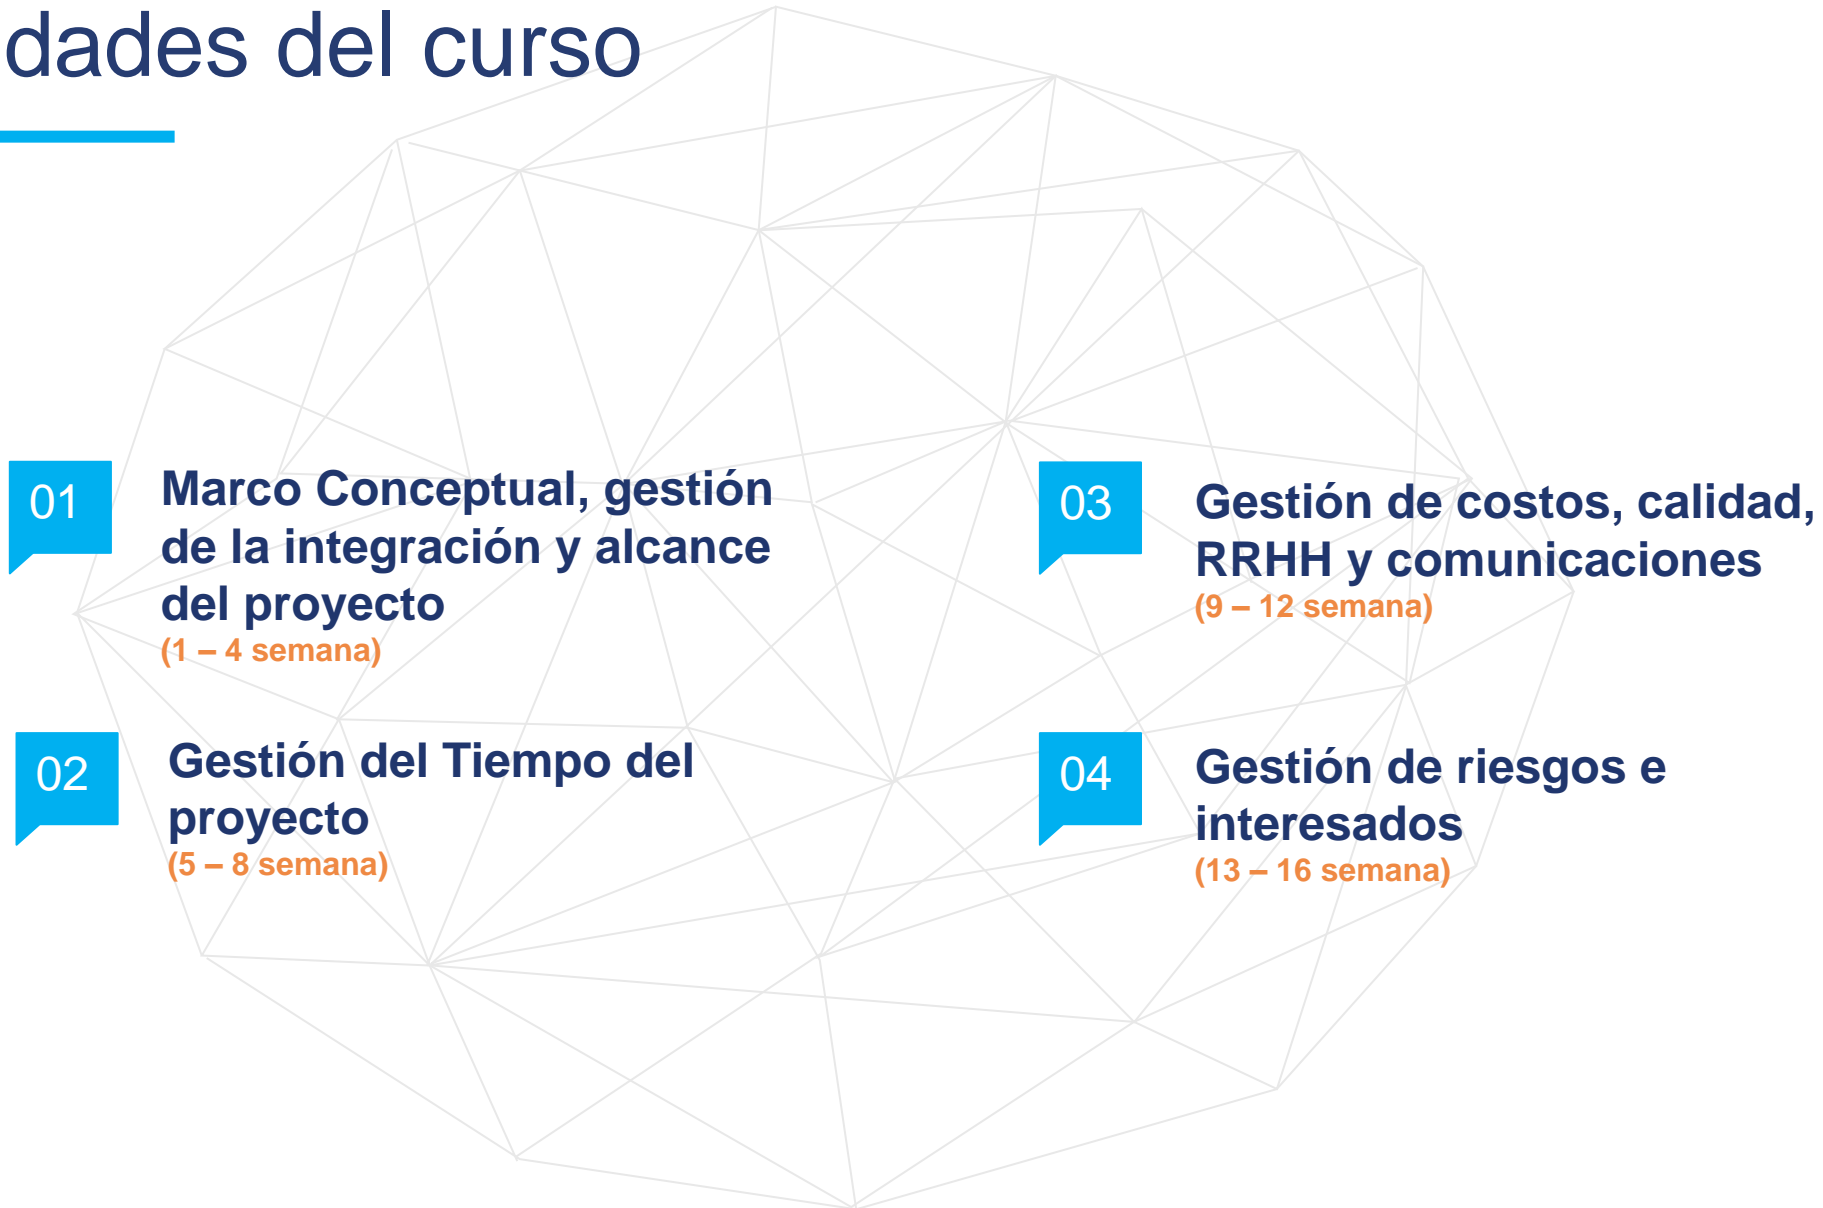 dades del curso
01
Marco Conceptual, gestión
de la integración y alcance
del proyecto
(1 – 4 semana)
02
Gestión del Tiempo del
proyecto
(5 – 8 semana)
03
Gestión de costos, calidad,
RRHH y comunicaciones
(9 – 12 semana)
04
Gestión de riesgos e
interesados
(13 – 16 semana)